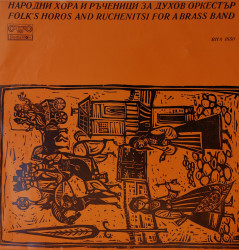 НАРОДНИ ХОРА И РЪЧЕНИЦИ ЗА ДУХОВ ОРКЕСТЪР
FOLK'S HOROS AND RUCHENITSI FOR A BRASS BAND